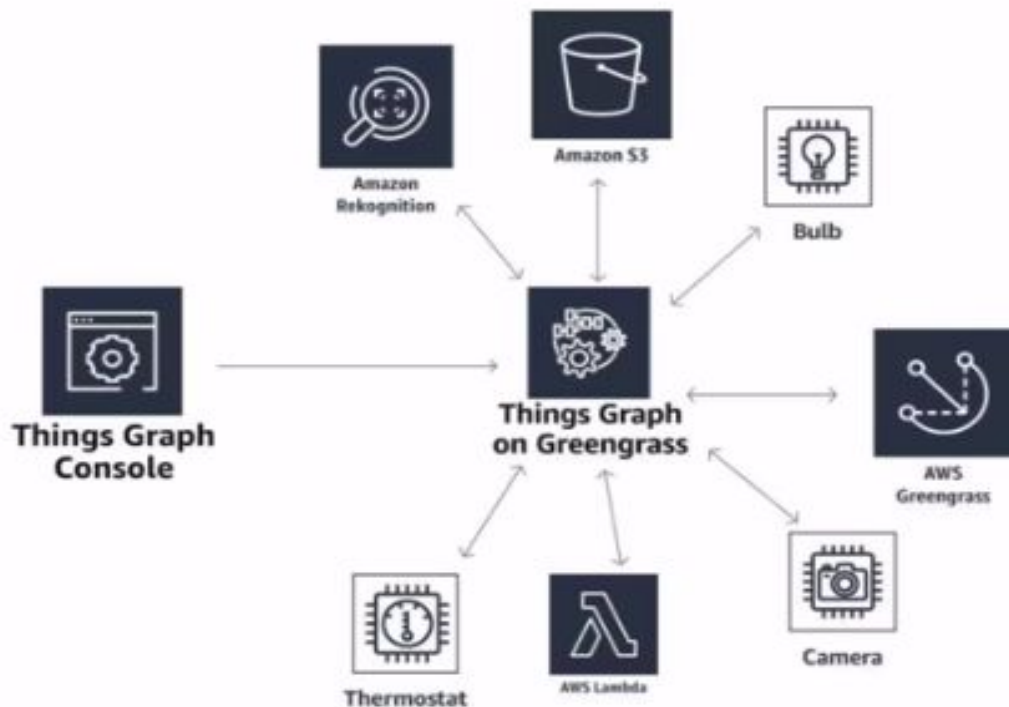 Amazon S3
Amazon
Rekognition
Bulb
Things Graph
Console
Things Graph
on Greengrass
AWS
Greengrass
Thermostat
AWS Lambda
Camera